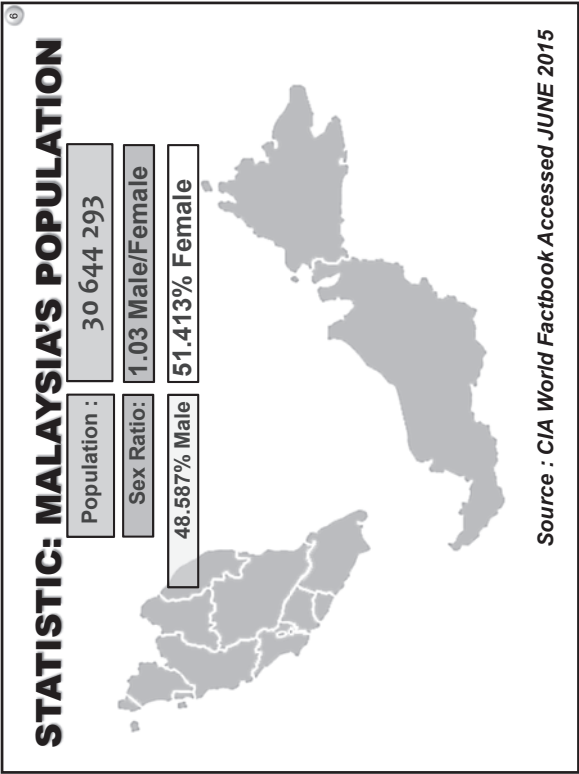 6
STATISTIC: MALAYSIA'S POPULATION
Population : 30 644 293
Sex Ratio: 1.03 Male/Female
48.587% Male 51.413% Female
Source : CIA World Factbook Accessed JUNE 2015